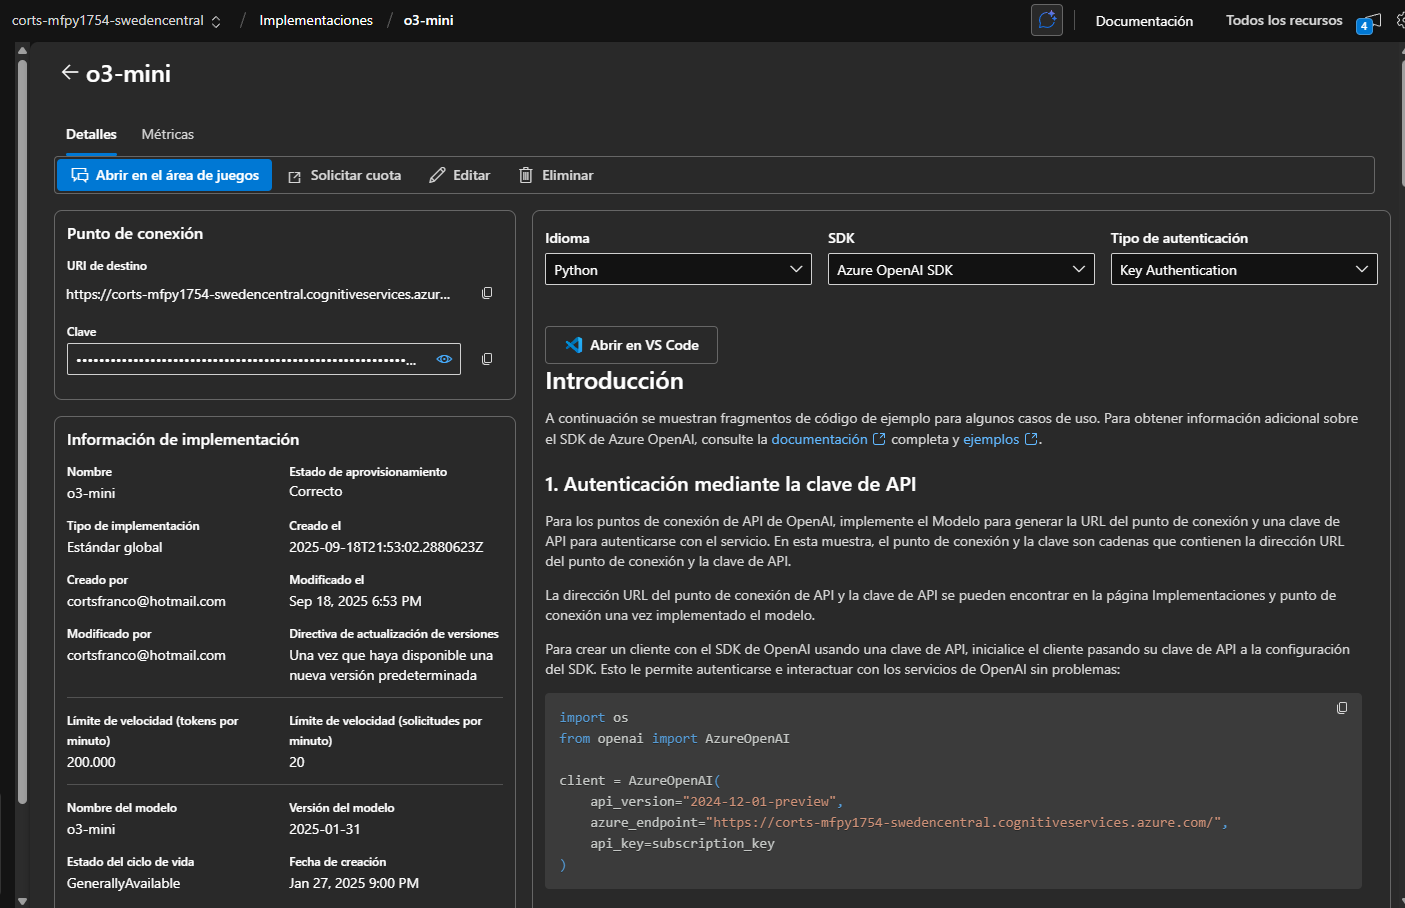 corts-mfpy1754-swedencentral / Implementaciones / o3-mini
Documentación
Todos los recursos
4
o3-mini
Detalles
Métricas
Abrir en el área de juegos
Solicitar cuota
Editar
Eliminar
Punto de conexión
URI de destino
https://corts-mfpy1754-swedencentral.cognitiveservices.azur...
Clave
••••••••••••••••••••••••••••••••••••••••••••••••••••••••••••...
Información de implementación
Nombre
o3-mini
Estado de aprovisionamiento
Correcto
Tipo de implementación
Estándar global
Creado el
2025-09-18T21:53:02.2880623Z
Creado por
cortsfranco@hotmail.com
Modificado el
Sep 18, 2025 6:53 PM
Modificado por
cortsfranco@hotmail.com
Directiva de actualización de versiones
Una vez que haya disponible una
nueva versión predeterminada
Límite de velocidad (tokens por
minuto)
200.000
Límite de velocidad (solicitudes por
minuto)
20
Nombre del modelo
o3-mini
Versión del modelo
2025-01-31
Estado del ciclo de vida
GenerallyAvailable
Fecha de creación
Jan 27, 2025 9:00 PM
Idioma
Python
SDK
Azure OpenAI SDK
Tipo de autenticación
Key Authentication
Abrir en VS Code
Introducción
A continuación se muestran fragmentos de código de ejemplo para algunos casos de uso. Para obtener información adicional sobre
el SDK de Azure OpenAI, consulte la documentación completa y ejemplos.
1. Autenticación mediante la clave de API
Para los puntos de conexión de API de OpenAI, implemente el Modelo para generar la URL del punto de conexión y una clave de
API para autenticarse con el servicio. En esta muestra, el punto de conexión y la clave son cadenas que contienen la dirección URL
del punto de conexión y la clave de API.
La dirección URL del punto de conexión de API y la clave de API se pueden encontrar en la página Implementaciones y punto de
conexión una vez implementado el modelo.
Para crear un cliente con el SDK de OpenAI usando una clave de API, inicialice el cliente pasando su clave de API a la configuración
del SDK. Esto le permite autenticarse e interactuar con los servicios de OpenAI sin problemas:
import os
from openai import AzureOpenAI
client = AzureOpenAI(
api_version="2024-12-01-preview",
azure_endpoint="https://corts-mfpy1754-swedencentral.cognitiveservices.azure.com/",
api_key=subscription_key
)